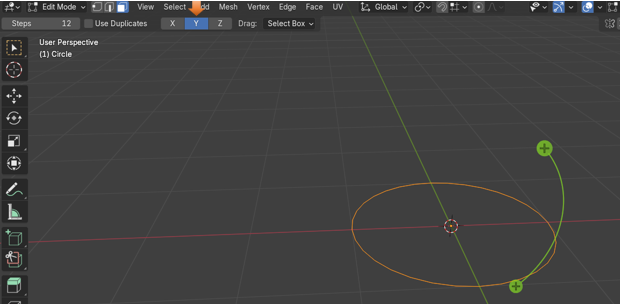 Edit Mode View Select Add Mesh Vertex Edge Face UV Global
Steps 12 Use Duplicates X Y Z Drag: Select Box
User Perspective
(1) Circle